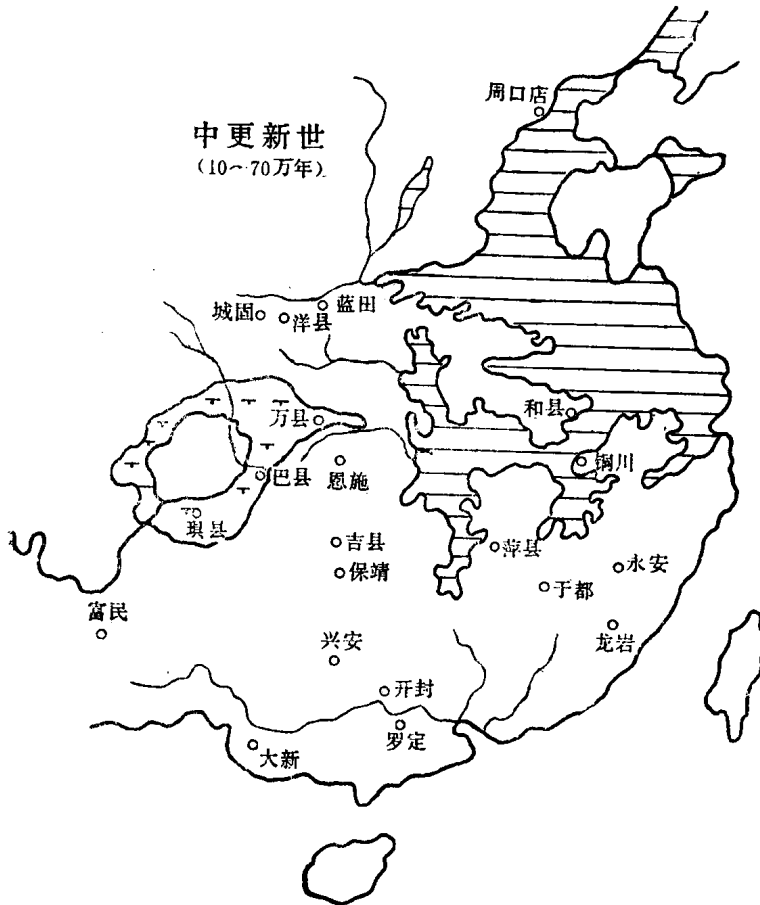 周口店
中更新世
(10～70万年)
城固
洋县
蓝田
万县
和县
巴县
恩施
铜川
珙县
吉县
萍县
保靖
永安
于都
富民
龙岩
兴安
开封
罗定
大新